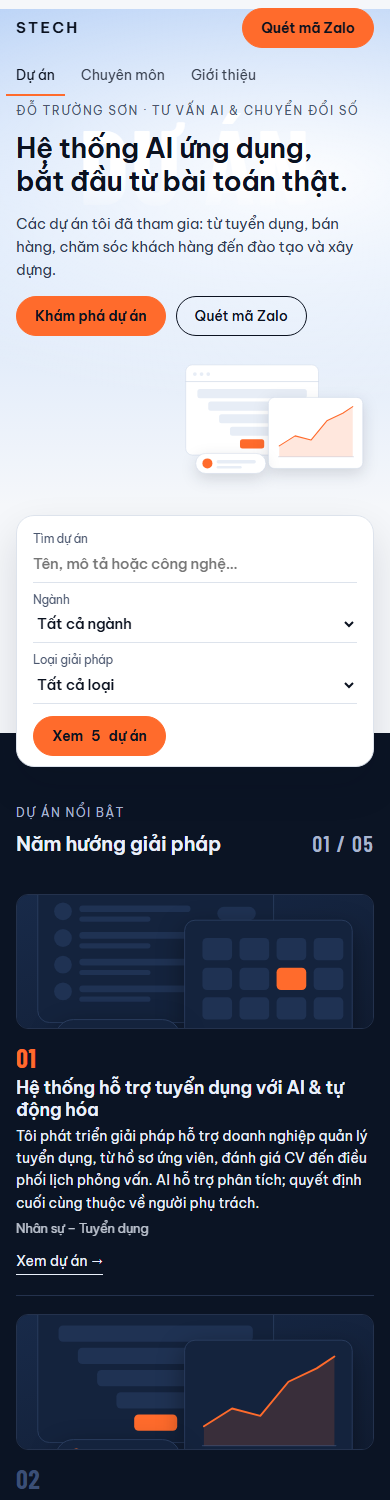 STECH
Quét mã Zalo
Dự án
Chuyên môn
Giới thiệu
ĐỖ TRƯỜNG SƠN · TƯ VẤN AI & CHUYỂN ĐỔI SỐ
DỰ ÁN
Hệ thống AI ứng dụng,
bắt đầu từ bài toán thật.
Các dự án tôi đã tham gia: từ tuyển dụng, bán
hàng, chăm sóc khách hàng đến đào tạo và xây
dựng.
Khám phá dự án
Quét mã Zalo
Tìm dự án
Tên, mô tả hoặc công nghệ...
Ngành
Tất cả ngành
Loại giải pháp
Tất cả loại
Xem 5 dự án
DỰ ÁN NỔI BẬT
Năm hướng giải pháp
01 / 05
01
Hệ thống hỗ trợ tuyển dụng với AI & tự
động hóa
Tôi phát triển giải pháp hỗ trợ doanh nghiệp quản lý
tuyển dụng, từ hồ sơ ứng viên, đánh giá CV đến điều
phối lịch phỏng vấn. AI hỗ trợ phân tích; quyết định
cuối cùng thuộc về người phụ trách.
Nhân sự – Tuyển dụng
Xem dự án →
02